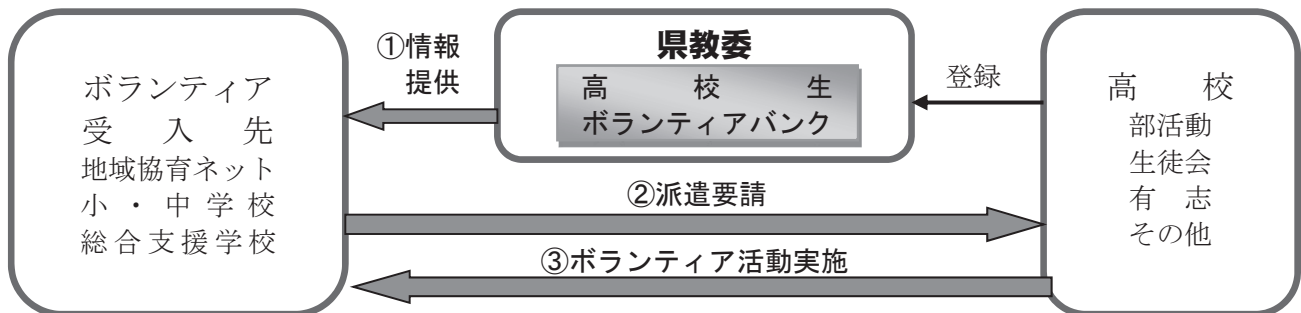 ボランティア
受入先
地域協育ネット
小・中学校
総合支援学校
①情報
提供
県教委
高校生
ボランティアバンク
登録
高校
部活動
生徒会
有志
その他
②派遣要請
③ボランティア活動実施